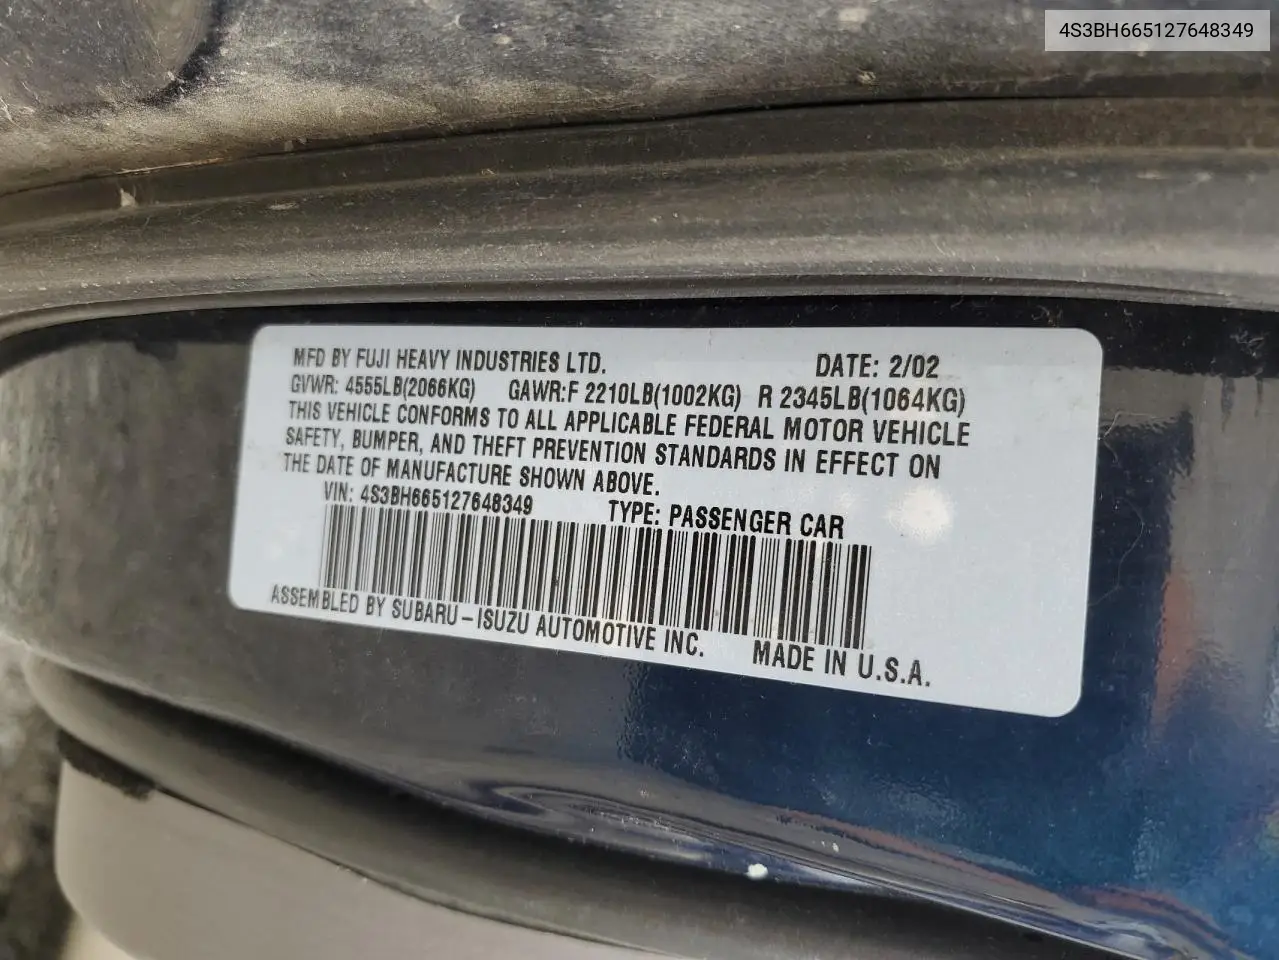 4S3BH665127648349
MFD BY FUJI HEAVY INDUSTRIES LTD. DATE: 2/02
GVWR: 4555LB(2066KG) GAWR:F 2210LB(1002KG) R 2345LB(1064KG)
THIS VEHICLE CONFORMS TO ALL APPLICABLE FEDERAL MOTOR VEHICLE
SAFETY, BUMPER, AND THEFT PREVENTION STANDARDS IN EFFECT ON
THE DATE OF MANUFACTURE SHOWN ABOVE.
VIN: 4S3BH665127648349 TYPE: PASSENGER CAR
ASSEMBLED BY SUBARU-ISUZU AUTOMOTIVE INC. MADE IN U.S.A.